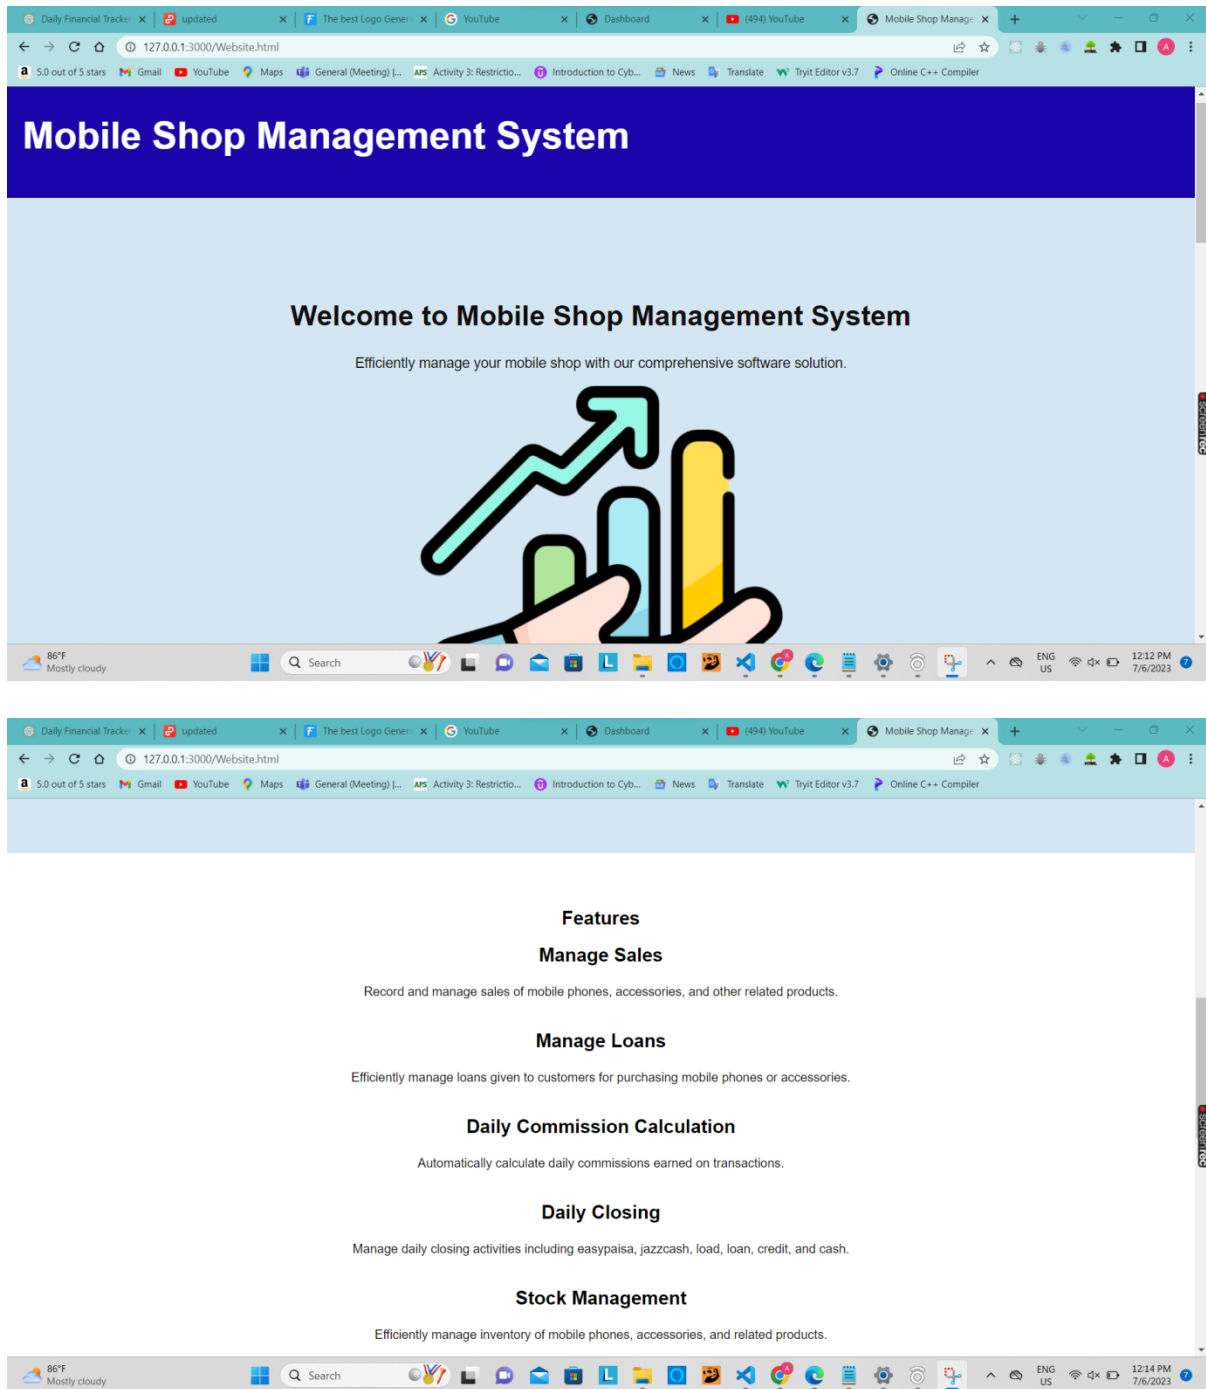 Daily Financial Tracker
updated
The best Logo Genera
YouTube
Dashboard
(494) YouTube
Mobile Shop Manage
127.0.0.1:3000/Website.html
5.0 out of 5 stars
Gmail
YouTube
Maps
General (Meeting) |...
Activity 3: Restrictio...
Introduction to Cyb...
News
Translate
Tryit Editor v3.7
Online C++ Compiler
Mobile Shop Management System
Welcome to Mobile Shop Management System
Efficiently manage your mobile shop with our comprehensive software solution.
screenrec
86°F
Mostly cloudy
Search
ENG
US
12:12 PM
7/6/2023
7
Daily Financial Tracker
updated
The best Logo Genera
YouTube
Dashboard
(494) YouTube
Mobile Shop Manage
127.0.0.1:3000/Website.html
5.0 out of 5 stars
Gmail
YouTube
Maps
General (Meeting) |...
Activity 3: Restrictio...
Introduction to Cyb...
News
Translate
Tryit Editor v3.7
Online C++ Compiler
Features
Manage Sales
Record and manage sales of mobile phones, accessories, and other related products.
Manage Loans
Efficiently manage loans given to customers for purchasing mobile phones or accessories.
Daily Commission Calculation
Automatically calculate daily commissions earned on transactions.
Daily Closing
Manage daily closing activities including easypaisa, jazzcash, load, loan, credit, and cash.
Stock Management
Efficiently manage inventory of mobile phones, accessories, and related products.
screenrec
86°F
Mostly cloudy
Search
ENG
US
12:14 PM
7/6/2023
7